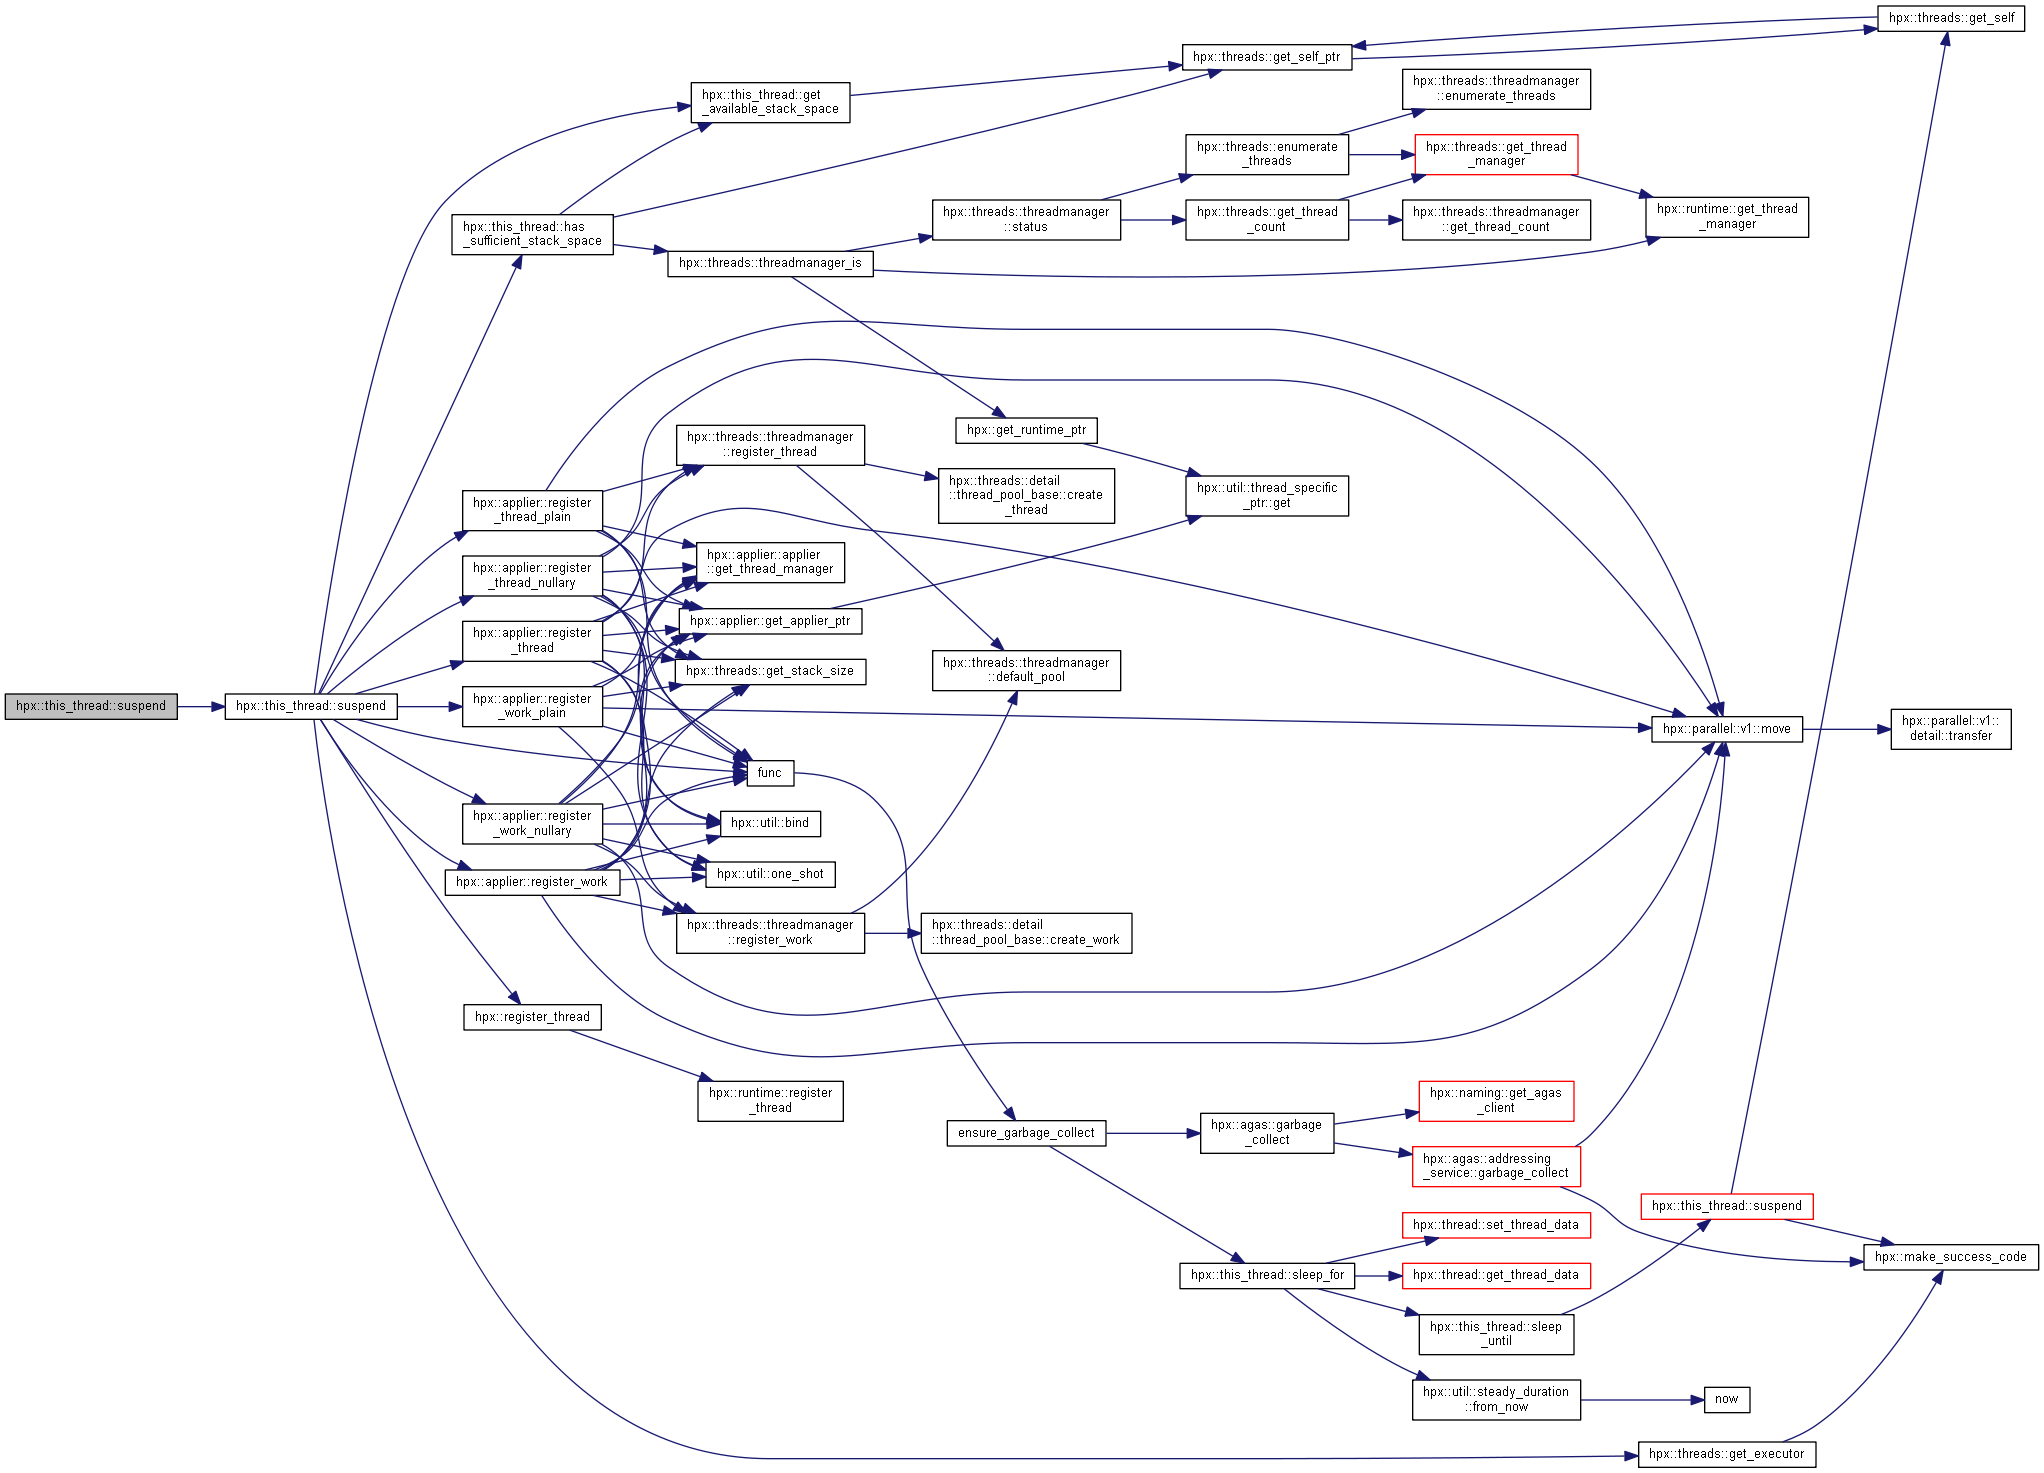 hpx::threads::get_self
hpx::threads::get_self_ptr
hpx::threads::threadmanager
::enumerate_threads
hpx::this_thread::get
_available_stack_space
hpx::threads::enumerate
_threads
hpx::threads::get_thread
_manager
hpx::this_thread::has
_sufficient_stack_space
hpx::threads::threadmanager
::status
hpx::threads::get_thread
_count
hpx::threads::threadmanager
::get_thread_count
hpx::runtime::get_thread
_manager
hpx::threads::threadmanager_is
hpx::get_runtime_ptr
hpx::threads::threadmanager
::register_thread
hpx::threads::detail
::thread_pool_base::create
_thread
hpx::util::thread_specific
_ptr::get
hpx::applier::register
_thread_plain
hpx::applier::applier
::get_thread_manager
hpx::applier::register
_thread_nullary
hpx::applier::get_applier_ptr
hpx::applier::register
_thread
hpx::threads::get_stack_size
hpx::threads::threadmanager
::default_pool
hpx::this_thread::suspend
hpx::this_thread::suspend
hpx::applier::register
_work_plain
hpx::parallel::v1::move
hpx::parallel::v1::
detail::transfer
func
hpx::applier::register
_work_nullary
hpx::util::bind
hpx::util::one_shot
hpx::applier::register_work
hpx::threads::threadmanager
::register_work
hpx::threads::detail
::thread_pool_base::create_work
hpx::register_thread
hpx::runtime::register
_thread
ensure_garbage_collect
hpx::agas::garbage
_collect
hpx::naming::get_agas
_client
hpx::agas::addressing
_service::garbage_collect
hpx::this_thread::suspend
hpx::thread::set_thread_data
hpx::make_success_code
hpx::this_thread::sleep_for
hpx::thread::get_thread_data
hpx::this_thread::sleep
_until
hpx::util::steady_duration
::from_now
now
hpx::threads::get_executor